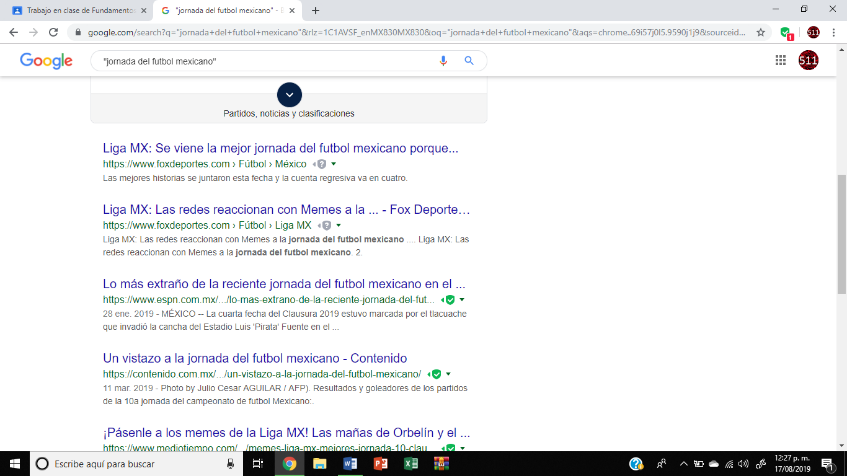 Trabajo en clase de Fundamentos
"jornada del futbol mexicano" -
google.com/search?q="jornada+del+futbol+mexicano"&rlz=1C1AVSF_enMX830MX830&oq="jornada+del+futbol+mexicano"&aqs=chrome..69i57j0l5.9590j1j9&sourceid...
1
511
Google
"jornada del futbol mexicano"
511
Partidos, noticias y clasificaciones
Liga MX: Se viene la mejor jornada del futbol mexicano porque...
https://www.foxdeportes.com › Fútbol › México
Las mejores historias se juntaron esta fecha y la cuenta regresiva va en cuatro.
Liga MX: Las redes reaccionan con Memes a la ... - Fox Deporte...
https://www.foxdeportes.com › Fútbol › Liga MX
Liga MX: Las redes reaccionan con Memes a la jornada del futbol mexicano .... Liga MX: Las
redes reaccionan con Memes a la jornada del futbol mexicano. 2.
Lo más extraño de la reciente jornada del futbol mexicano en el ...
https://www.espn.com.mx/.../lo-mas-extrano-de-la-reciente-jornada-del-fut...
28 ene. 2019 - MÉXICO -- La cuarta fecha del Clausura 2019 estuvo marcada por el tlacuache
que invadió la cancha del Estadio Luis 'Pirata' Fuente en el ...
Un vistazo a la jornada del futbol mexicano - Contenido
https://contenido.com.mx/.../un-vistazo-a-la-jornada-del-futbol-mexicano/
11 mar. 2019 - Photo by Julio Cesar AGUILAR / AFP). Resultados y goleadores de los partidos
de la 10a jornada del campeonato de futbol Mexicano:.
¡Pásenle a los memes de la Liga MX! Las mañas de Orbelín y el ...
https://www.mediotiempo.com/.../memes-liga-mx-mejores-jornada-10-clau...
Escribe aquí para buscar
12:27 p. m.
17/08/2019
1